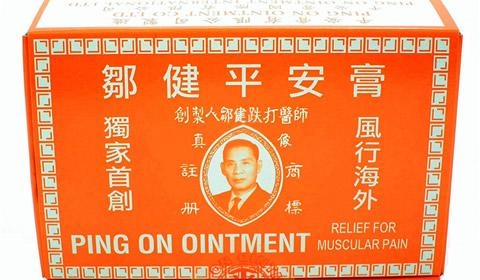 鄒健平安膏
創製人鄒健跌打醫師
獨家首創
真像
註册
商標
風行海外
PING ON OINTMENT
RELIEF FOR
MUSCULAR PAIN